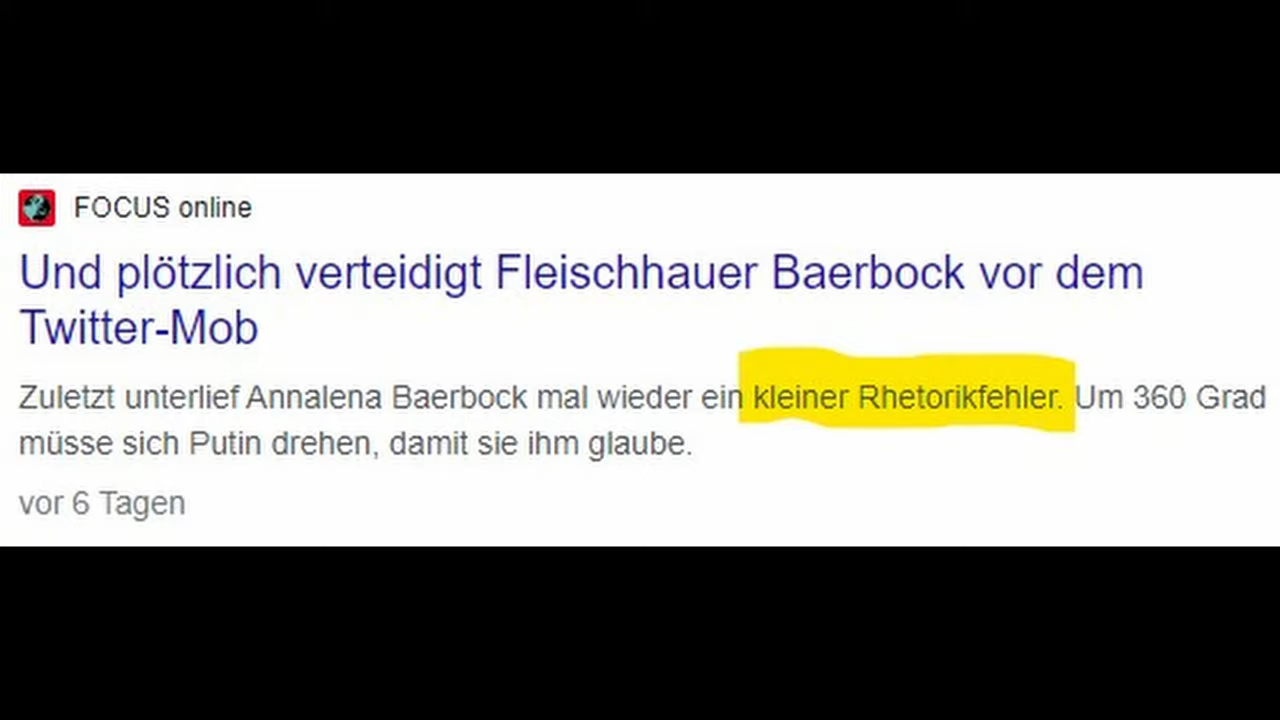 FOCUS online
Und plötzlich verteidigt Fleischhauer Baerbock vor dem
Twitter-Mob
Zuletzt unterlief Annalena Baerbock mal wieder ein kleiner Rhetorikfehler. Um 360 Grad
müsse sich Putin drehen, damit sie ihm glaube.
vor 6 Tagen